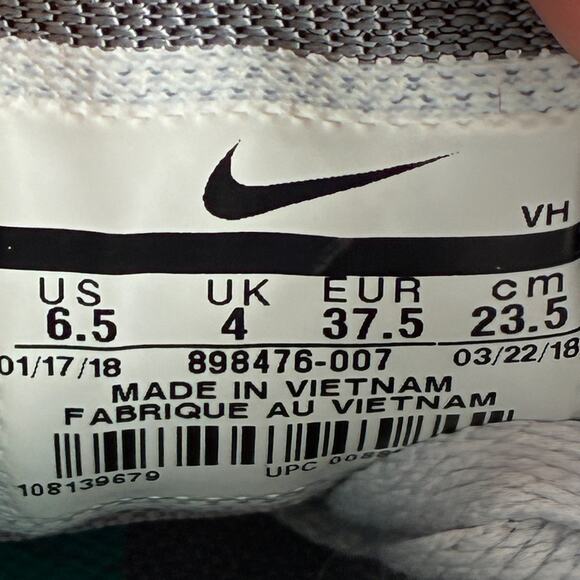 VH
US UK EUR cm
6.5 4 37.5 23.5
01/17/18 898476-007 03/22/18
MADE IN VIETNAM
FABRIQUE AU VIETNAM
108139679 UPC